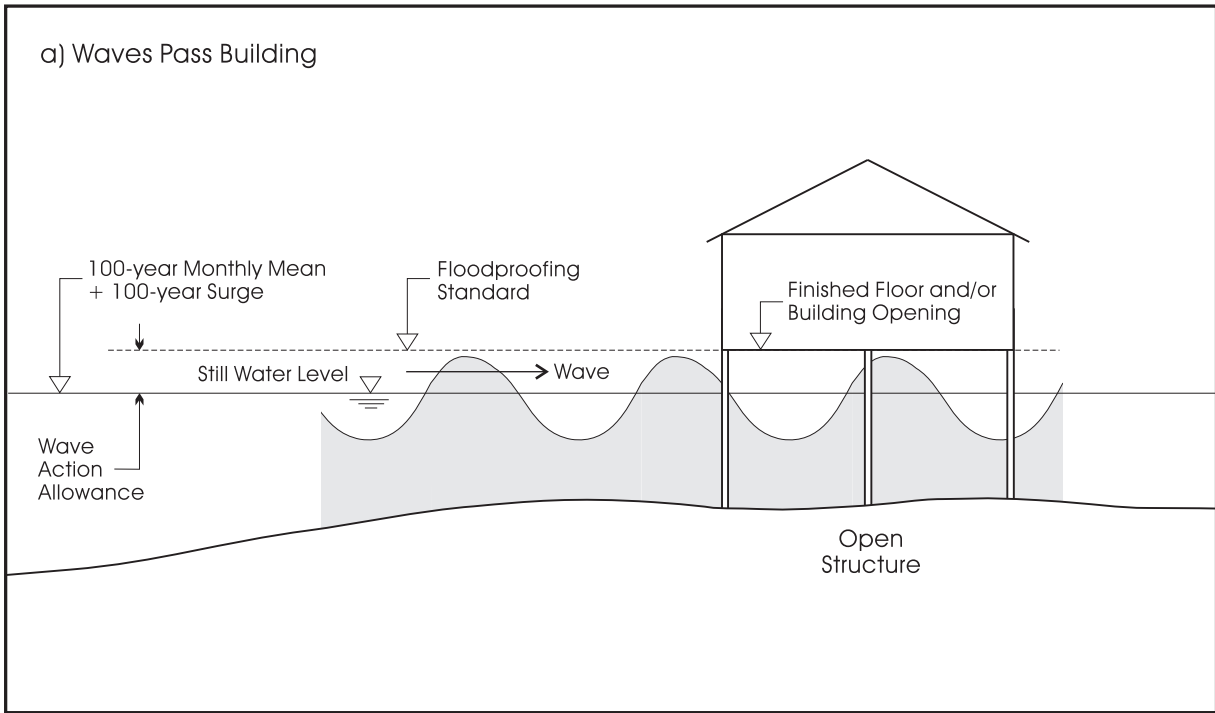 a) Waves Pass Building
100-year Monthly Mean
+ 100-year Surge
Floodproofing
Standard
Finished Floor and/or
Building Opening
Still Water Level
Wave
Wave
Action
Allowance
Open
Structure